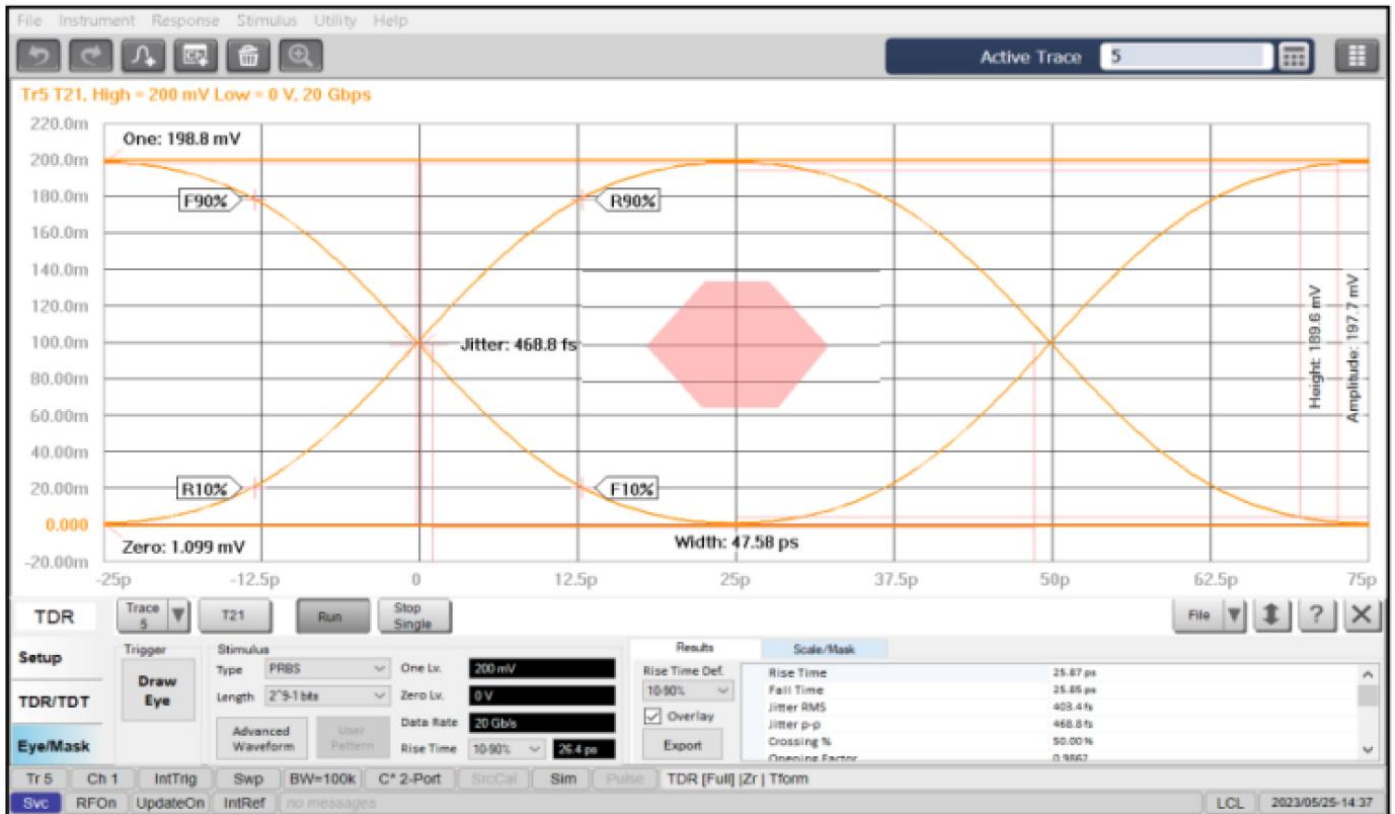 File Instrument Response Stimulus Utility Help
Active Trace 5
Tr5 T21, High = 200 mV Low = 0 V, 20 Gbps
220.0m
One: 198.8 mV
200.0m
180.0m
F90%
R90%
160.0m
140.0m
120.0m
100.0m
Jitter: 468.8 fs
80.00m
60.00m
40.00m
20.00m
R10%
F10%
0.000
Zero: 1.099 mV
Width: 47.58 ps
-20.00m
Height: 189.6 mV
Amplitude: 197.7 mV
-25p -12.5p 0 12.5p 25p 37.5p 50p 62.5p 75p
TDR
Trace 5
T21
Run
Stop Single
File
?
Setup
TDR/TDT
Eye/Mask
Trigger
Draw Eye
Stimulus
Type PRBS
Length 2^9-1 bits
Advanced Waveform
User Pattern
One Lv. 200 mV
Zero Lv. 0 V
Data Rate 20 Gb/s
Rise Time 10-90% 26.4 ps
Results
Scale/Mask
Rise Time Def.
10-90%
Overlay
Export
Rise Time 25.87 ps
Fall Time 25.85 ps
Jitter RMS 403.4 fs
Jitter p-p 468.8 fs
Crossing % 50.00 %
Opening Factor 0.9867
Tr 5 Ch 1 IntTrig Swp BW=100k C* 2-Port SrcCal Sim Pulse TDR [Full] |Zr | Tform
Svc RFOn UpdateOn IntRef no messages LCL 2023/05/25-14:37